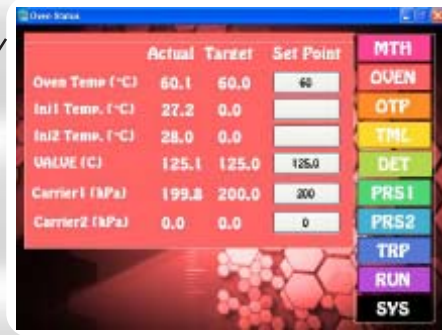 Oven Status
Actual Target Set Point
Oven Temp (°C) 60.1 60.0 60
Inj1 Temp. (°C) 27.2 0.0
Inj2 Temp. (°C) 28.0 0.0
VALVE (C) 125.1 125.0 125.0
Carrier1 (kPa) 199.8 200.0 200
Carrier2 (kPa) 0.0 0.0 0
MTH
OVEN
OTP
TML
DET
PRS1
PRS2
TRP
RUN
SYS